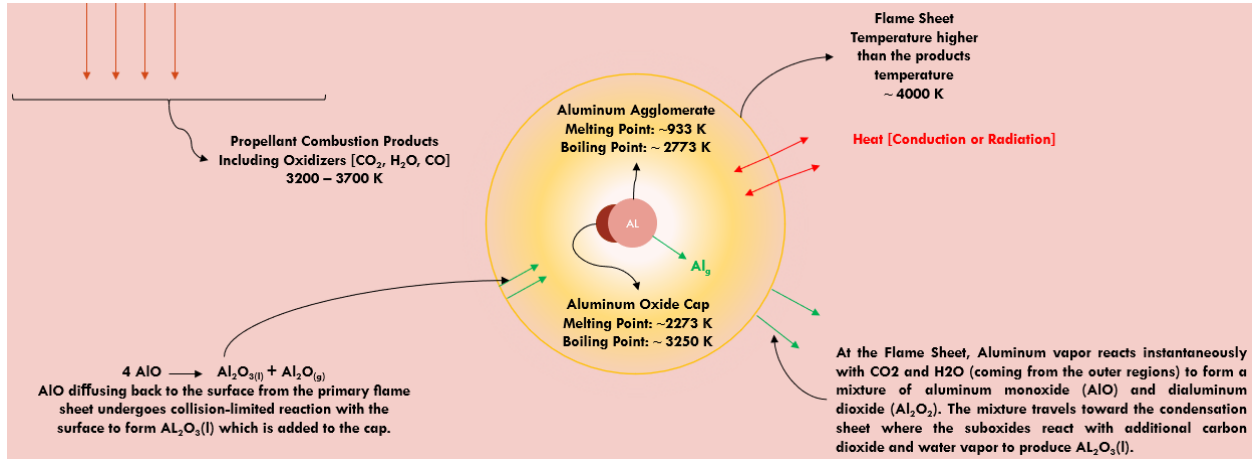 Flame Sheet
Temperature higher
than the products
temperature
~ 4000 K
Aluminum Agglomerate
Melting Point: ~933 K
Boiling Point: ~ 2773 K
Heat [Conduction or Radiation]
Propellant Combustion Products
Including Oxidizers [CO₂, H₂O, CO]
3200 – 3700 K
AL
Al₉
Aluminum Oxide Cap
Melting Point: ~2273 K
Boiling Point: ~ 3250 K
4 AlO ⟶ Al₂O₃₍ₗ₎ + Al₂O₍g₎
AlO diffusing back to the surface from the primary flame
sheet undergoes collision-limited reaction with the
surface to form AL₂O₃(l) which is added to the cap.
At the Flame Sheet, Aluminum vapor reacts instantaneously
with CO2 and H2O (coming from the outer regions) to form a
mixture of aluminum monoxide (AlO) and dialuminum
dioxide (Al₂O₂). The mixture travels toward the condensation
sheet where the suboxides react with additional carbon
dioxide and water vapor to produce AL₂O₃(l).